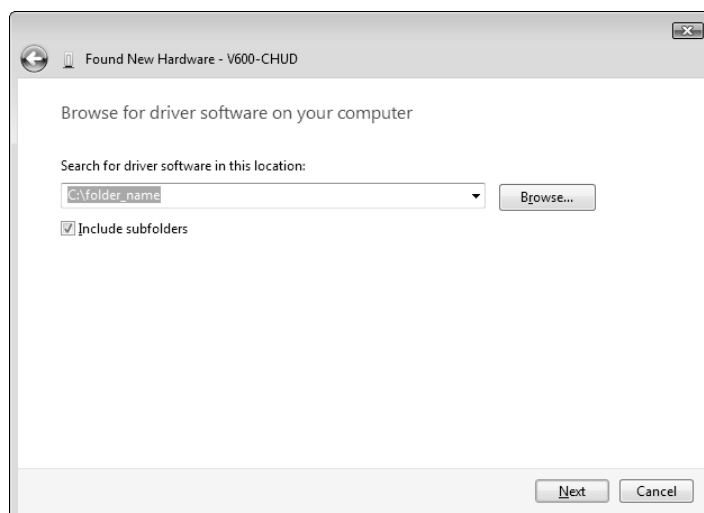 Found New Hardware - V600-CHUD
Browse for driver software on your computer
Search for driver software in this location:
C:\folder_name
Browse...
Include subfolders
Next
Cancel